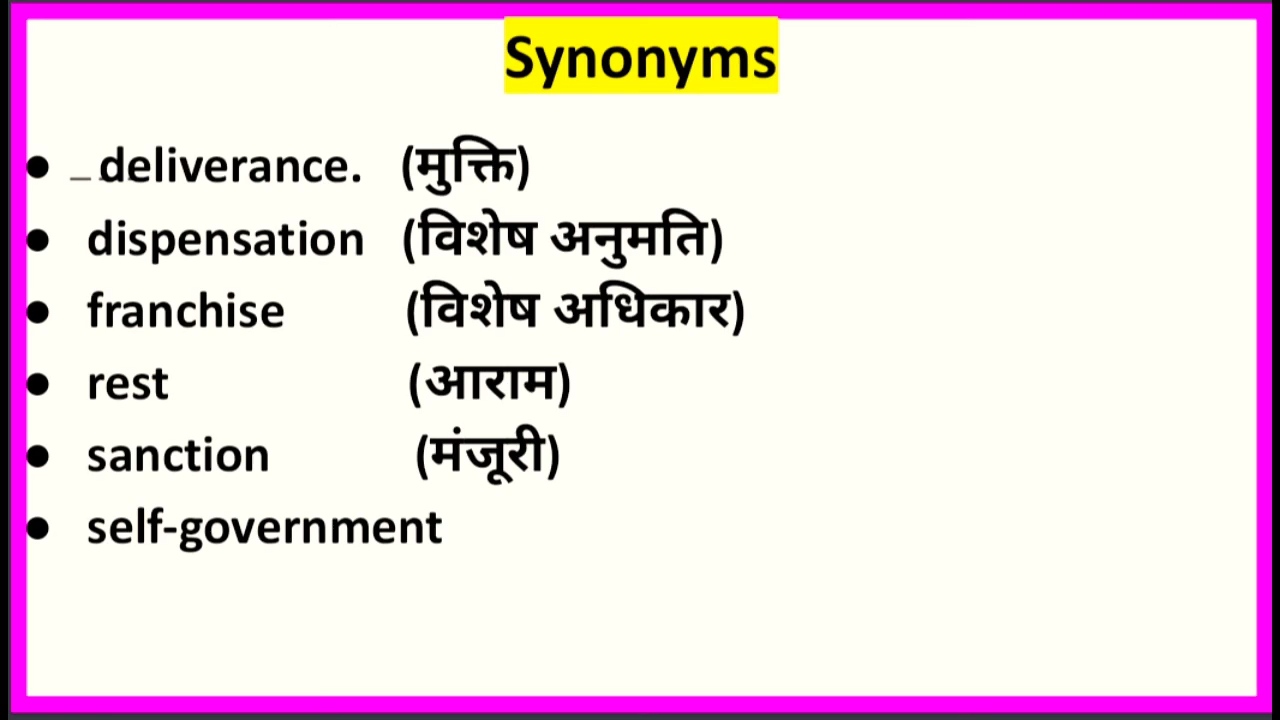 Synonyms
● deliverance. (मुक्ति)
● dispensation (विशेष अनुमति)
● franchise (विशेष अधिकार)
● rest (आराम)
● sanction (मंजूरी)
● self-government